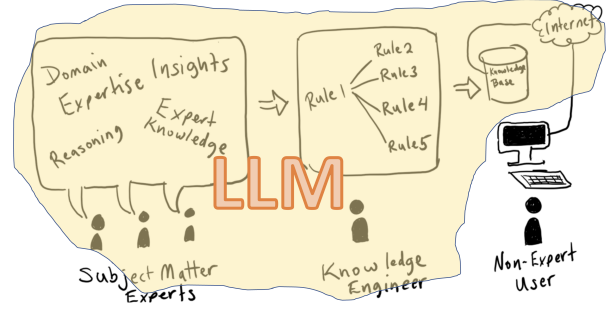 Domain
Expertise Insights
Reasoning
Expert
Knowledge
Rule1
Rule2
Rule3
Rule4
Rule5
Knowledge
Base
Internet
LLM
Subject Matter
Experts
Knowledge
Engineer
Non-Expert
User